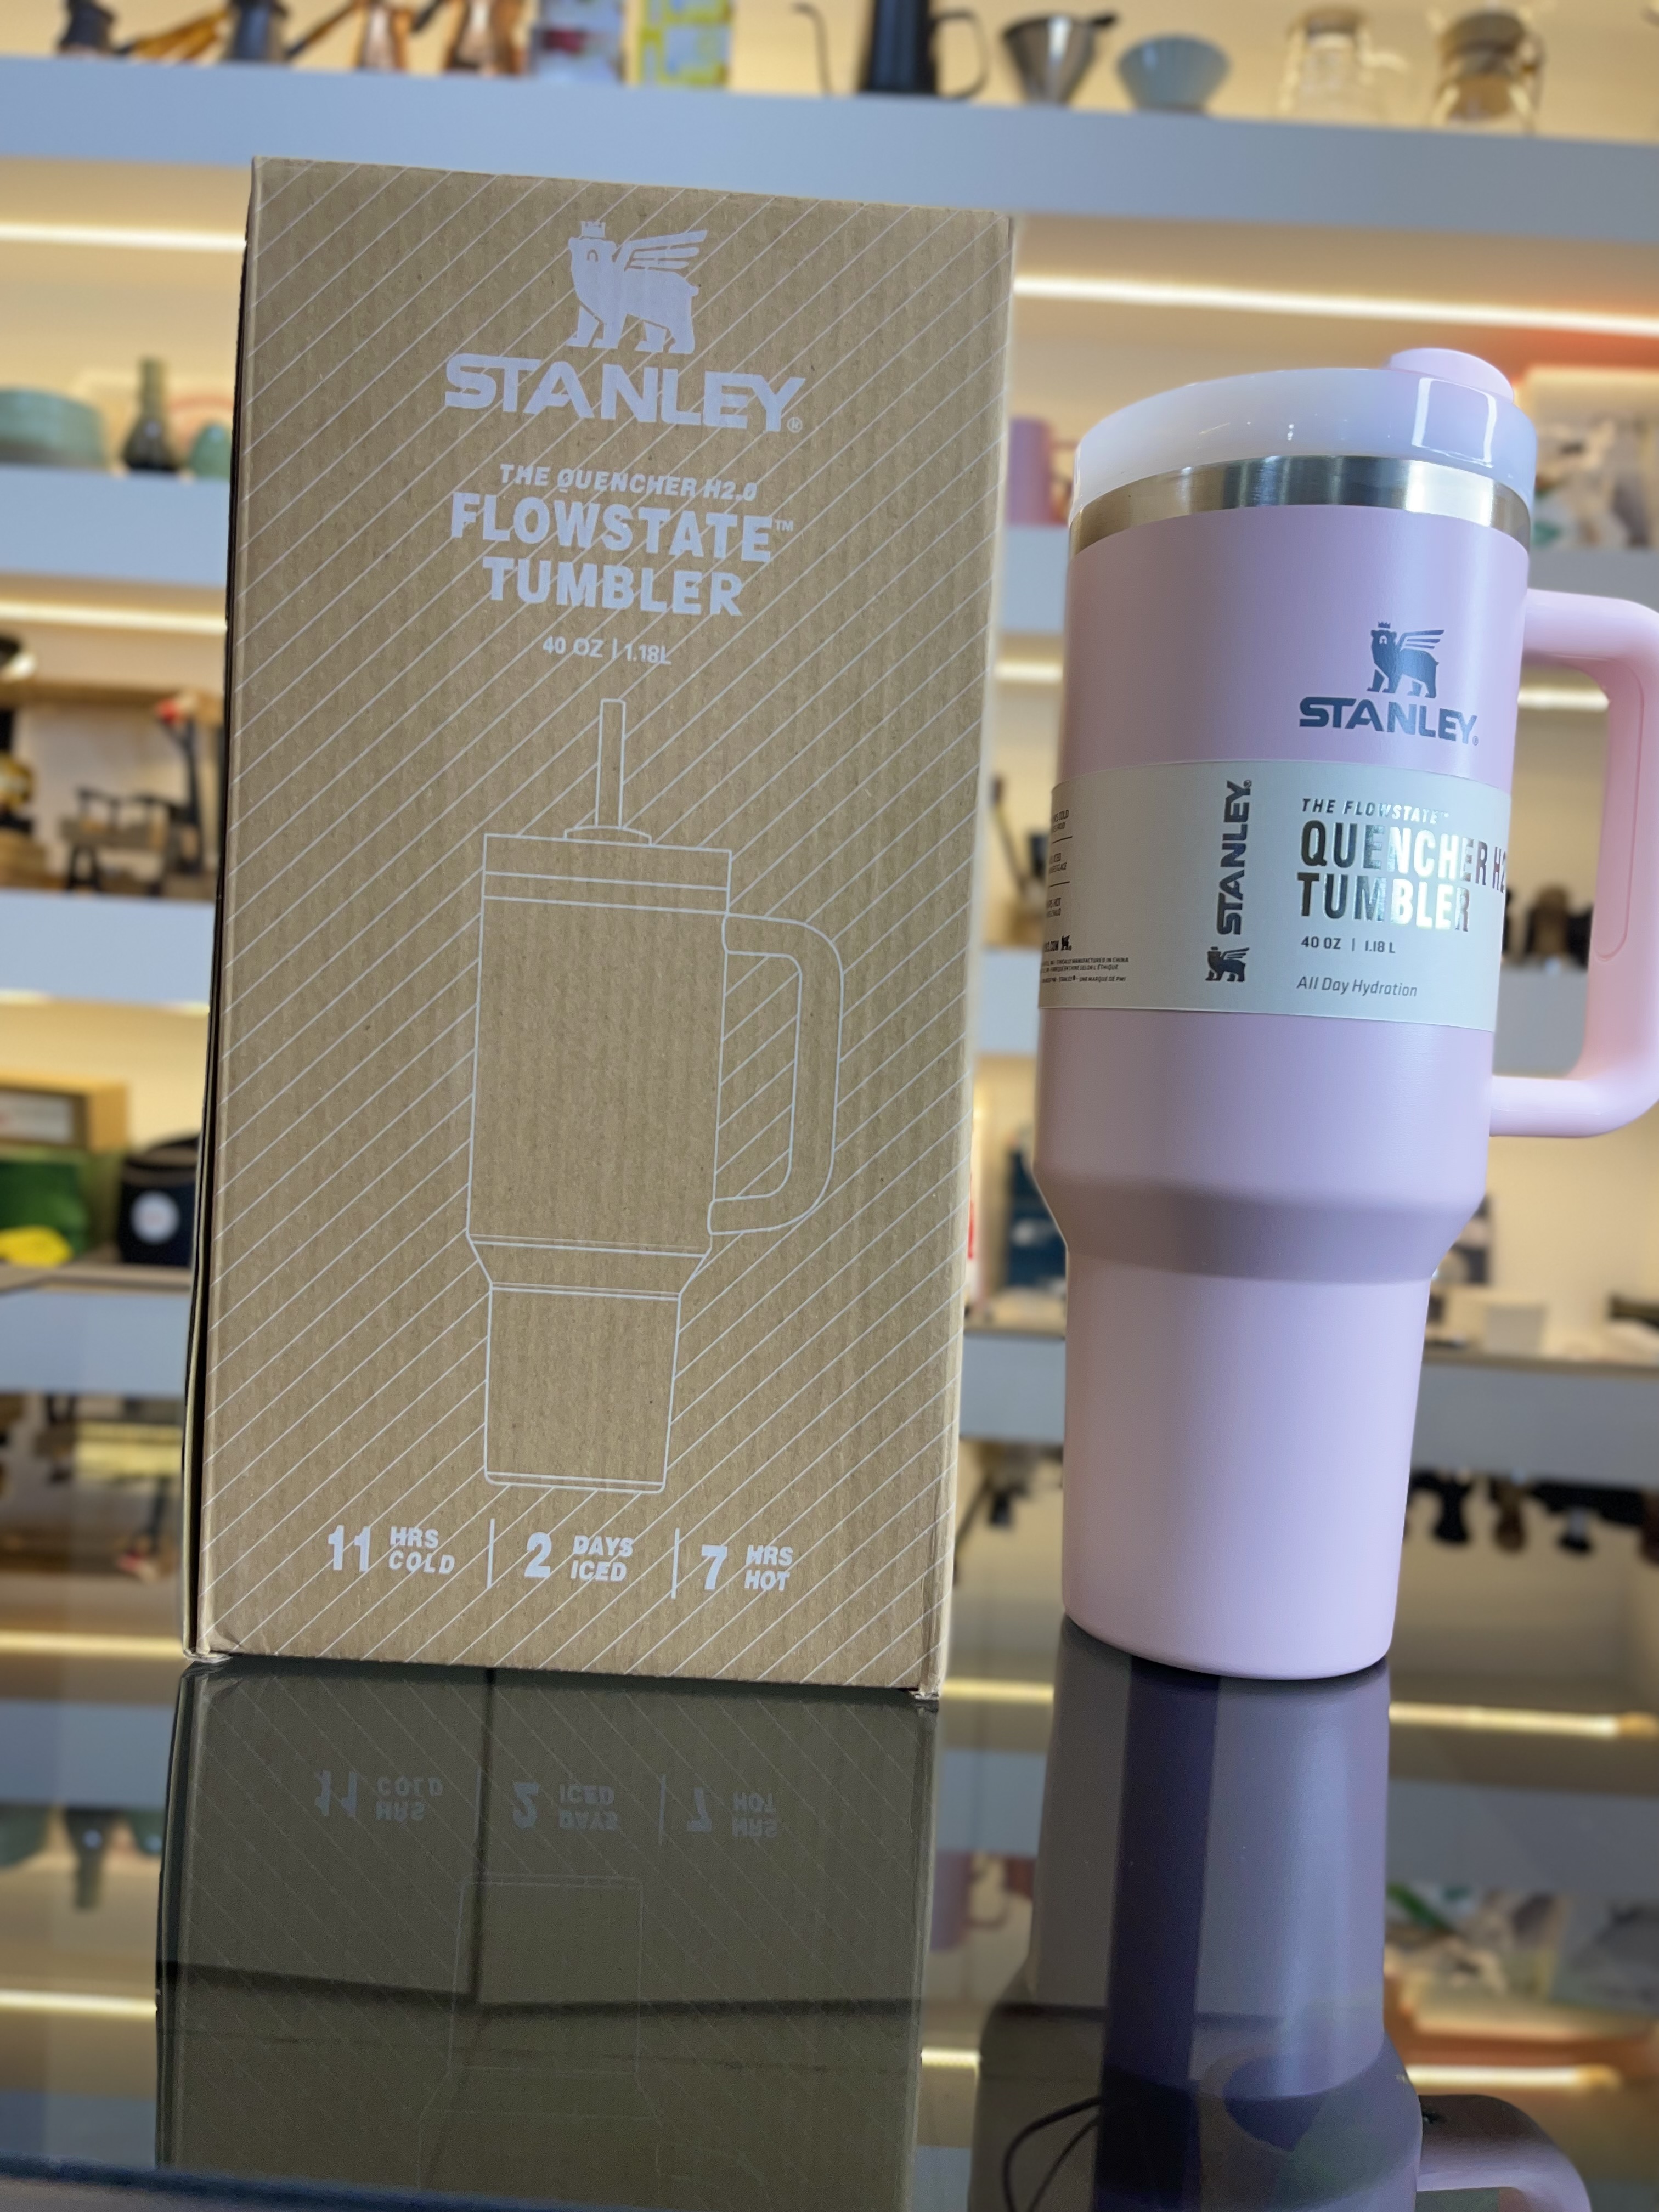 STANLEY®
THE QUENCHER H2.0
FLOWSTATE™
TUMBLER
40 OZ | 1.18L
11 HRS COLD | 2 DAYS ICED | 7 HRS HOT
STANLEY®
STANLEY®
THE FLOWSTATE™
QUENCHER H2
TUMBLER
40 OZ | 1.18 L
All Day Hydration